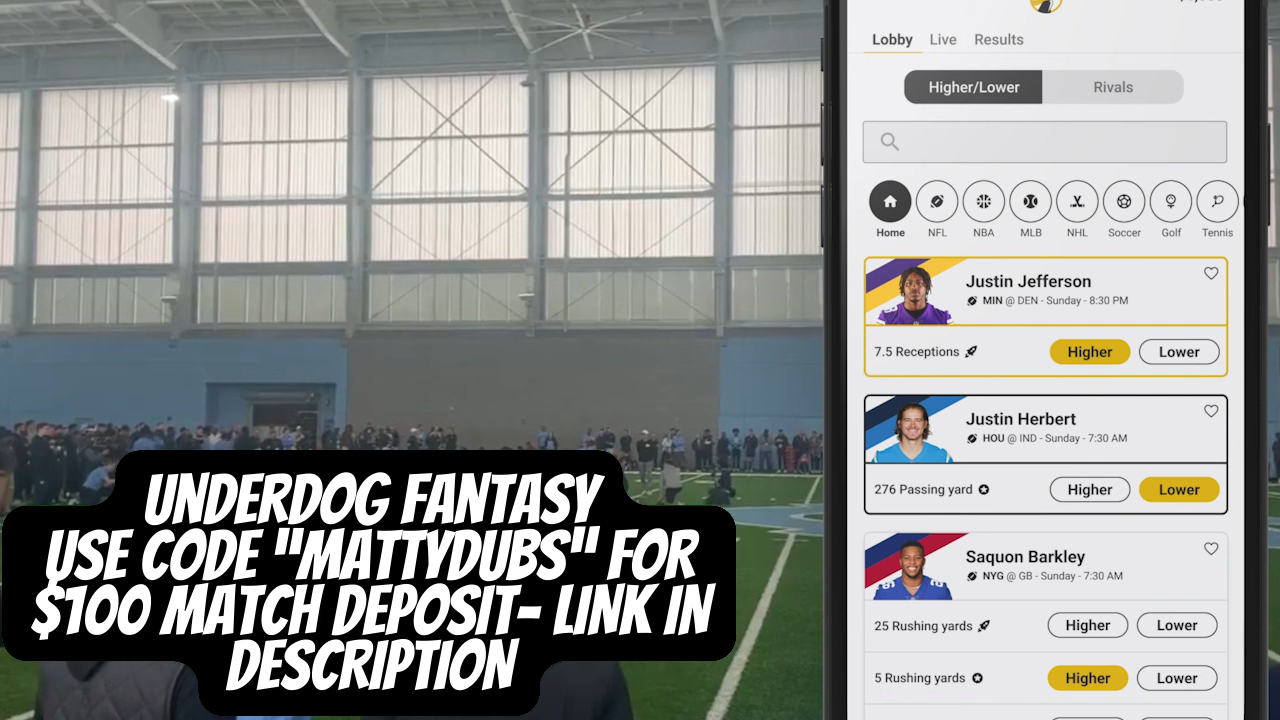 Lobby Live Results
Higher/Lower Rivals
Home NFL NBA MLB NHL Soccer Golf Tennis
Justin Jefferson
MIN @ DEN - Sunday - 8:30 PM
7.5 Receptions Higher Lower
Justin Herbert
HOU @ IND - Sunday - 7:30 AM
276 Passing yard Higher Lower
Saquon Barkley
NYG @ GB - Sunday - 7:30 AM
25 Rushing yards Higher Lower
5 Rushing yards Higher Lower
UNDERDOG FANTASY
USE CODE "MATTYDUBS" FOR
$100 MATCH DEPOSIT- LINK IN
DESCRIPTION